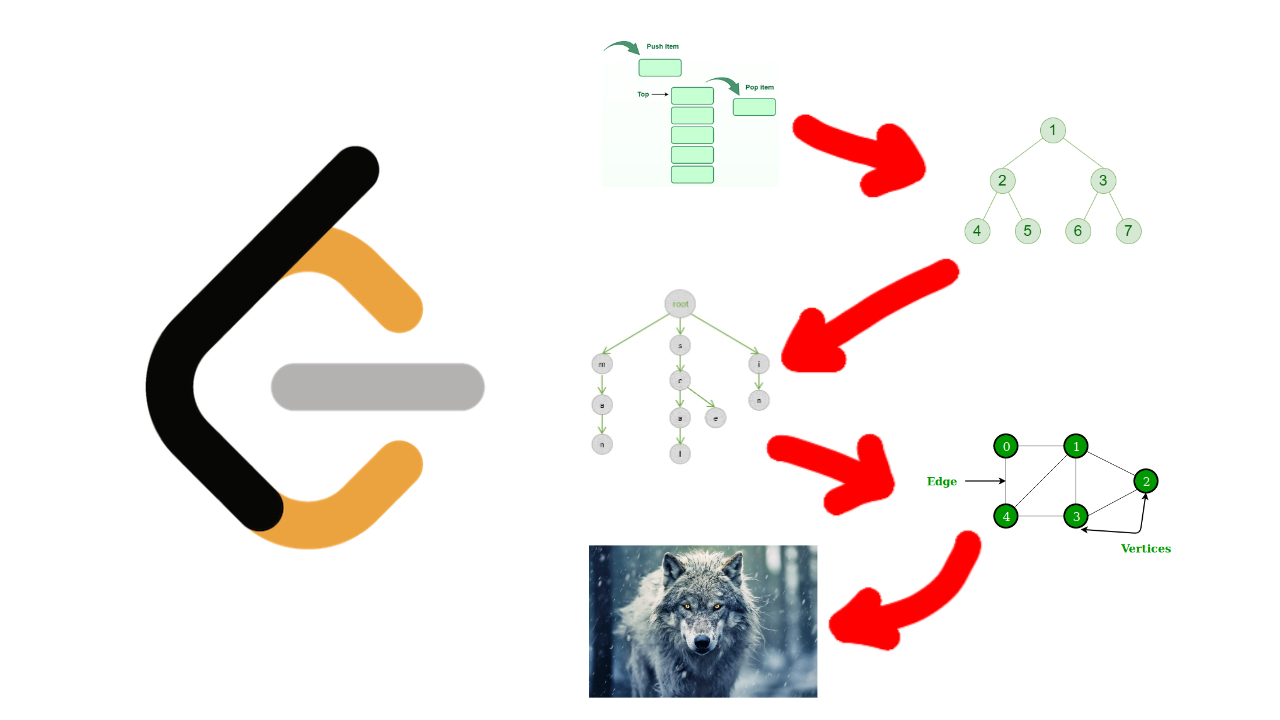 Push Item
Pop Item
Top
1
2 3
4 5 6 7
root
s
m i
c
n
a
a e
n
l
0 1
Edge
2
4 3
Vertices